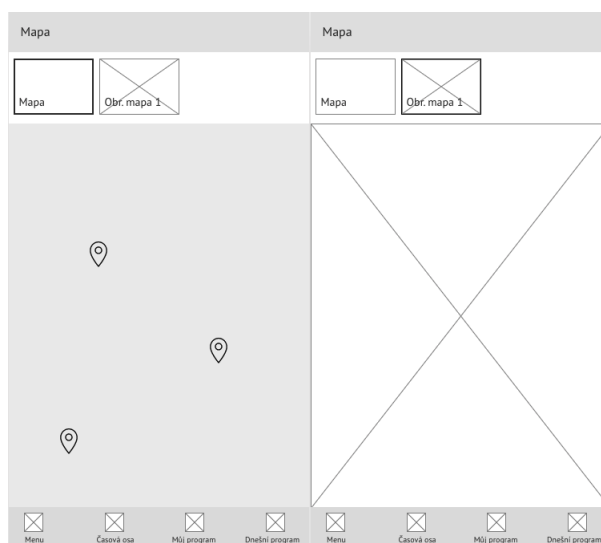 Mapa
Mapa
Obr. mapa 1
Menu
Časová osa
Můj program
Dnešní program
Mapa
Mapa
Obr. mapa 1
Menu
Časová osa
Můj program
Dnešní program